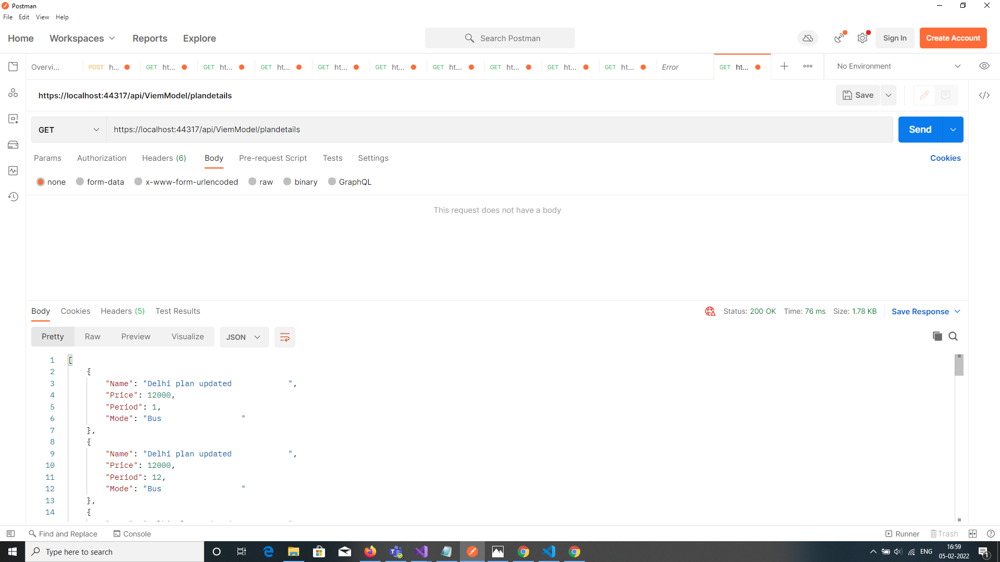 Postman
File Edit View Help
Home Workspaces Reports Explore Search Postman Sign In Create Account
Overvi... POST h... GET ht... GET ht... GET ht... GET ht... GET ht... GET ht... GET ht... GET ht... GET ht... Error GET ht... No Environment
https://localhost:44317/api/ViemModel/plandetails Save
GET https://localhost:44317/api/ViemModel/plandetails Send
Params Authorization Headers (6) Body Pre-request Script Tests Settings Cookies
none form-data x-www-form-urlencoded raw binary GraphQL
This request does not have a body
Body Cookies Headers (5) Test Results Status: 200 OK Time: 76 ms Size: 1.78 KB Save Response
Pretty Raw Preview Visualize JSON
1 [
2 {
3 "Name": "Delhi plan updated            ",
4 "Price": 12000,
5 "Period": 1,
6 "Mode": "Bus                 "
7 },
8 {
9 "Name": "Delhi plan updated            ",
10 "Price": 12000,
11 "Period": 12,
12 "Mode": "Bus                 "
13 },
14 {
Find and Replace Console Runner Trash
Type here to search ENG 16:59
05-02-2022 1